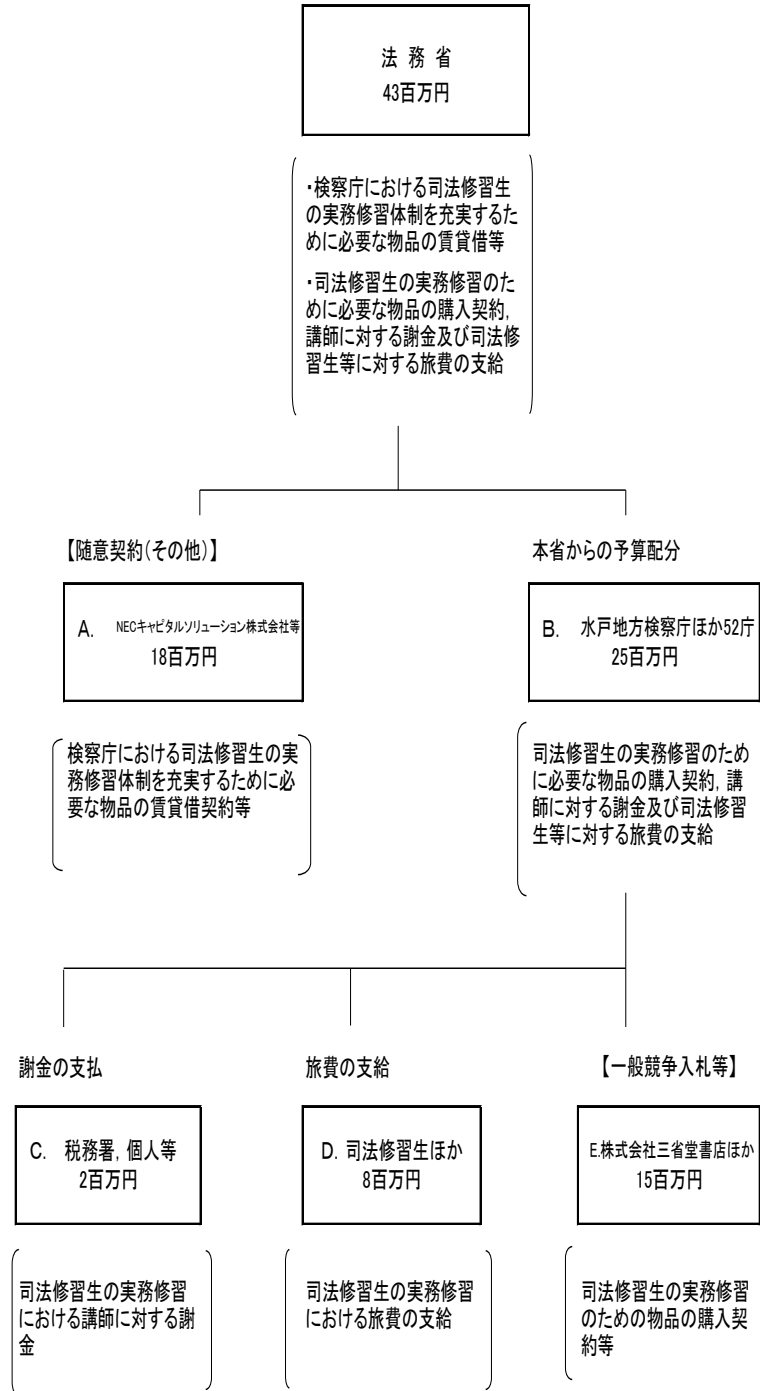 法 務 省
43百万円
・検察庁における司法修習生
の実務修習体制を充実するた
めに必要な物品の賃貸借等
・司法修習生の実務修習のた
めに必要な物品の購入契約,
講師に対する謝金及び司法修
習生等に対する旅費の支給
【随意契約(その他)】
本省からの予算配分
A. NECキャピタルソリューション株式会社等
18百万円
B. 水戸地方検察庁ほか52庁
25百万円
検察庁における司法修習生の実
務修習体制を充実するために必
要な物品の賃貸借契約等
司法修習生の実務修習のため
に必要な物品の購入契約, 講
師に対する謝金及び司法修習
生等に対する旅費の支給
謝金の支払
旅費の支給
【一般競争入札等】
C. 税務署, 個人等
2百万円
D. 司法修習生ほか
8百万円
E.株式会社三省堂書店ほか
15百万円
司法修習生の実務修習
における講師に対する謝
金
司法修習生の実務修習
における旅費の支給
司法修習生の実務修習
のための物品の購入契
約等